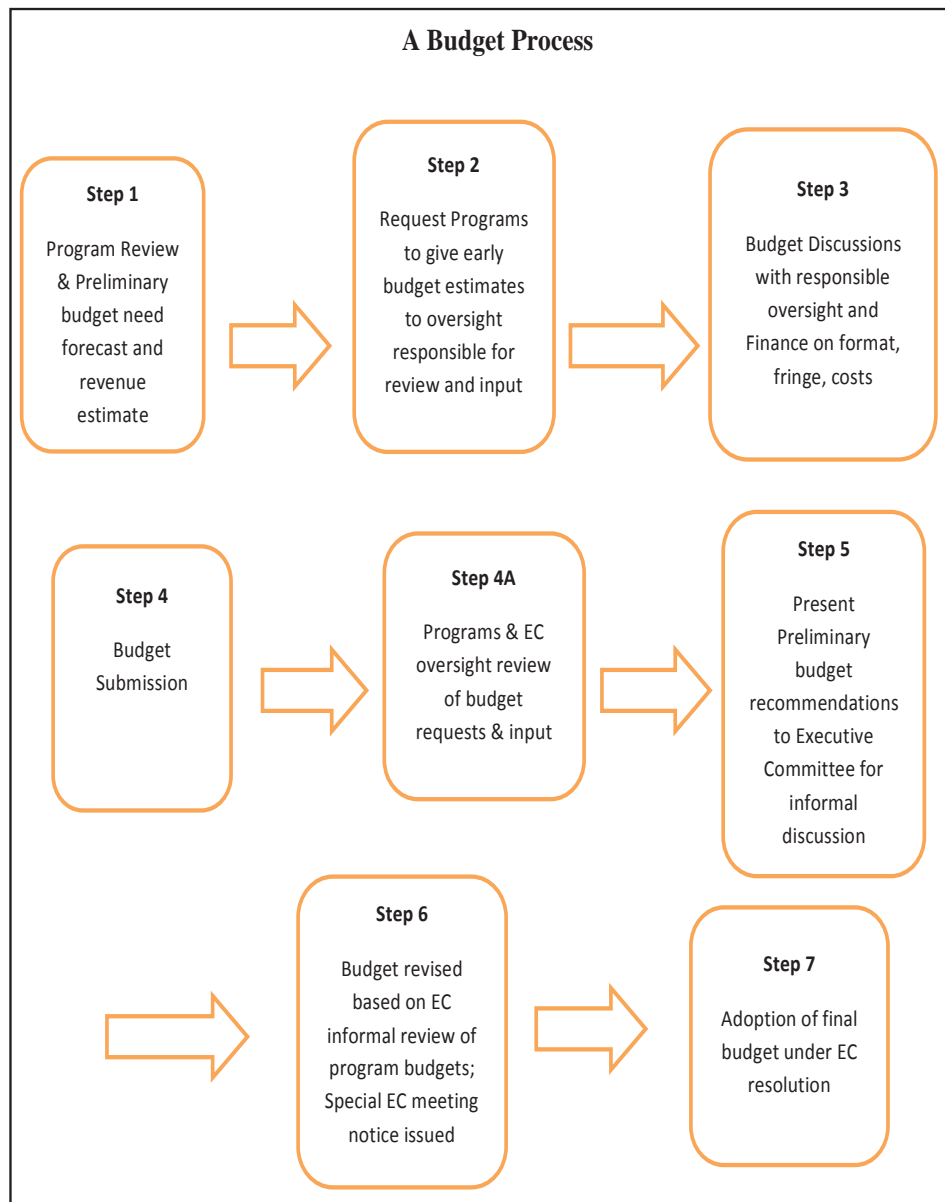 A Budget Process
Step 1
Program Review
& Preliminary
budget need
forecast and
revenue
estimate
Step 2
Request Programs
to give early
budget estimates
to oversight
responsible for
review and input
Step 3
Budget Discussions
with responsible
oversight and
Finance on format,
fringe, costs
Step 4
Budget
Submission
Step 4A
Programs & EC
oversight review
of budget
requests & input
Step 5
Present
Preliminary
budget
recommendations
to Executive
Committee for
informal
discussion
Step 6
Budget revised
based on EC
informal review of
program budgets;
Special EC meeting
notice issued
Step 7
Adoption of final
budget under EC
resolution